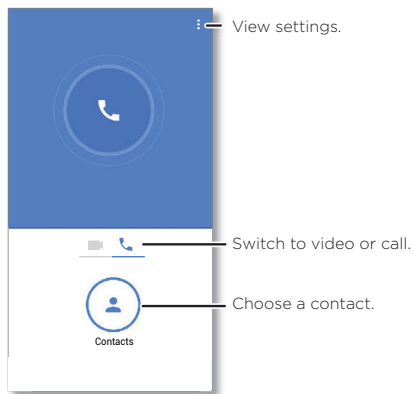 View settings.
Switch to video or call.
Choose a contact.
Contacts